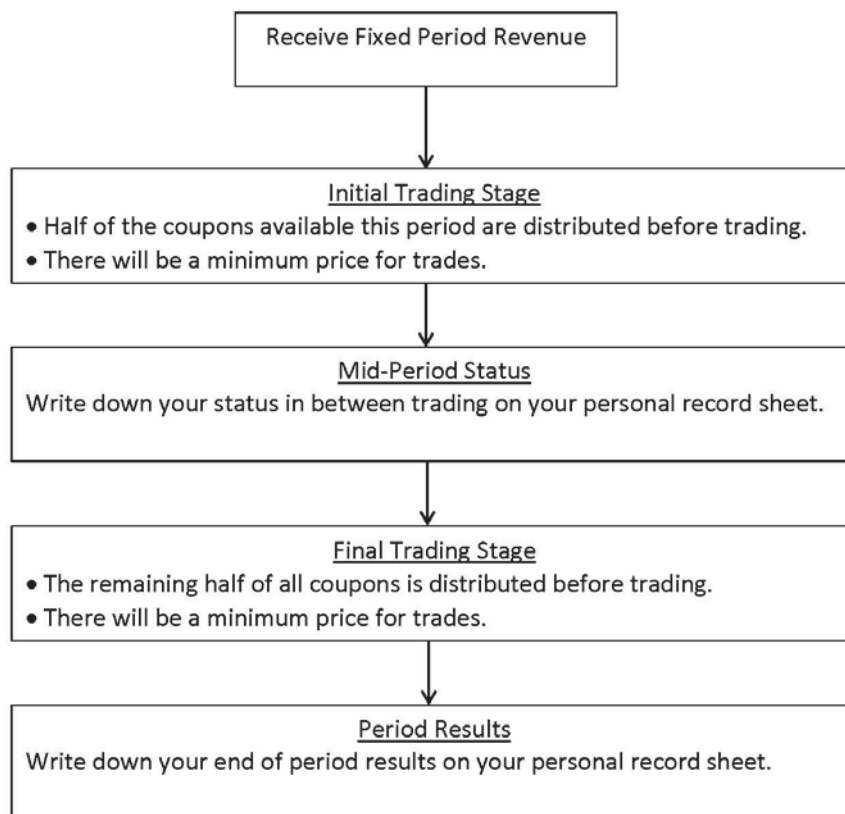 Receive Fixed Period Revenue
Initial Trading Stage
• Half of the coupons available this period are distributed before trading.
• There will be a minimum price for trades.
Mid-Period Status
Write down your status in between trading on your personal record sheet.
Final Trading Stage
• The remaining half of all coupons is distributed before trading.
• There will be a minimum price for trades.
Period Results
Write down your end of period results on your personal record sheet.